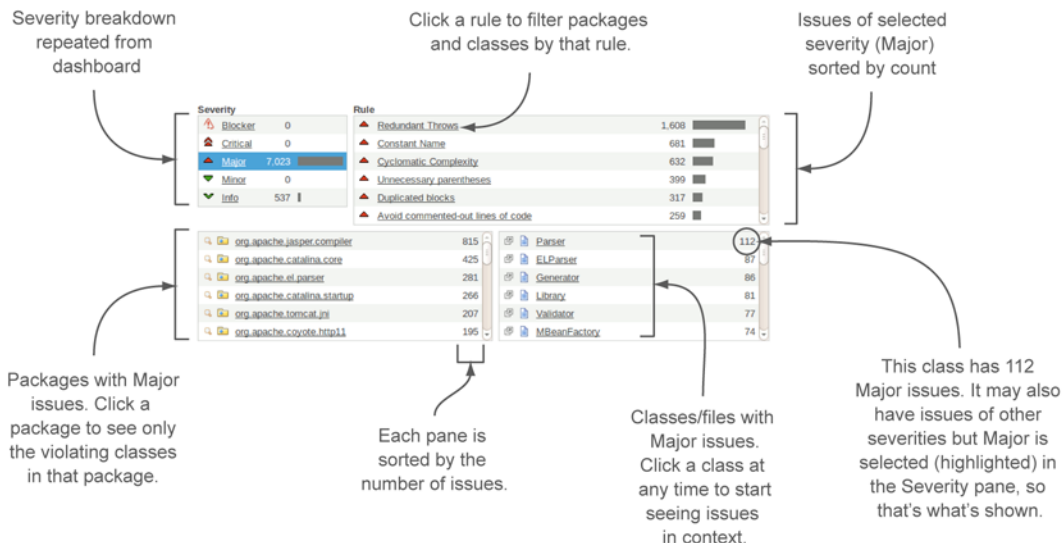 Severity breakdown
repeated from
dashboard
Click a rule to filter packages
and classes by that rule.
Issues of selected
severity (Major)
sorted by count
Severity
Blocker 0
Critical 0
Major 7,023
Minor 0
Info 537
Rule
Redundant Throws 1,608
Constant Name 681
Cyclomatic Complexity 632
Unnecessary parentheses 399
Duplicated blocks 317
Avoid commented-out lines of code 259
org.apache.jasper.compiler 815
org.apache.catalina.core 425
org.apache.el.parser 281
org.apache.catalina.startup 266
org.apache.tomcat.jni 207
org.apache.coyote.http11 195
Parser 112
ELParser 87
Generator 86
Library 81
Validator 77
MBeanFactory 74
Packages with Major
issues. Click a
package to see only
the violating classes
in that package.
Each pane is
sorted by the
number of issues.
Classes/files with
Major issues.
Click a class at
any time to start
seeing issues
in context.
This class has 112
Major issues. It may also
have issues of other
severities but Major is
selected (highlighted) in
the Severity pane, so
that's what's shown.